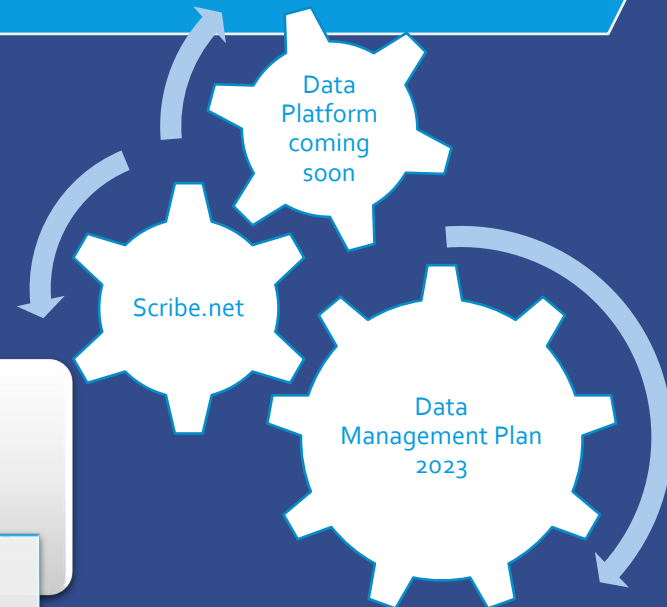 Data
Platform
coming
soon
Scribe.net
Data
Management Plan
2023